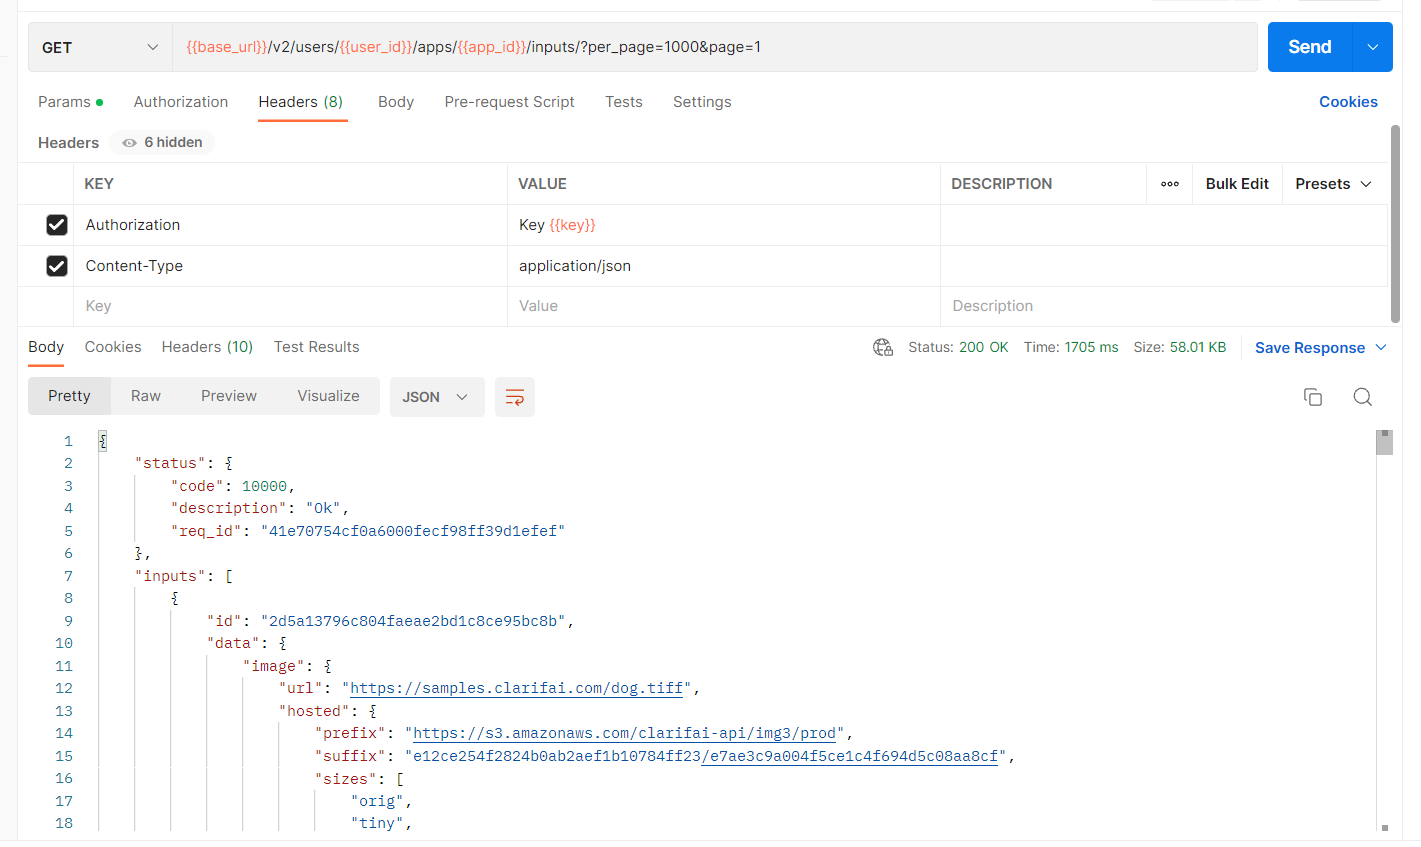 GET {{base_url}}/v2/users/{{user_id}}/apps/{{app_id}}/inputs/?per_page=1000&page=1 Send
Params Authorization Headers (8) Body Pre-request Script Tests Settings Cookies
Headers 6 hidden
KEY VALUE DESCRIPTION Bulk Edit Presets
Authorization Key {{key}}
Content-Type application/json
Key Value Description
Body Cookies Headers (10) Test Results Status: 200 OK Time: 1705 ms Size: 58.01 KB Save Response
Pretty Raw Preview Visualize JSON
1 {
2 "status": {
3 "code": 10000,
4 "description": "Ok",
5 "req_id": "41e70754cf0a6000fecf98ff39d1efef"
6 },
7 "inputs": [
8 {
9 "id": "2d5a13796c804faeae2bd1c8ce95bc8b",
10 "data": {
11 "image": {
12 "url": "https://samples.clarifai.com/dog.tiff",
13 "hosted": {
14 "prefix": "https://s3.amazonaws.com/clarifai-api/img3/prod",
15 "suffix": "e12ce254f2824b0ab2aef1b10784ff23/e7ae3c9a004f5ce1c4f694d5c08aa8cf",
16 "sizes": [
17 "orig",
18 "tiny",